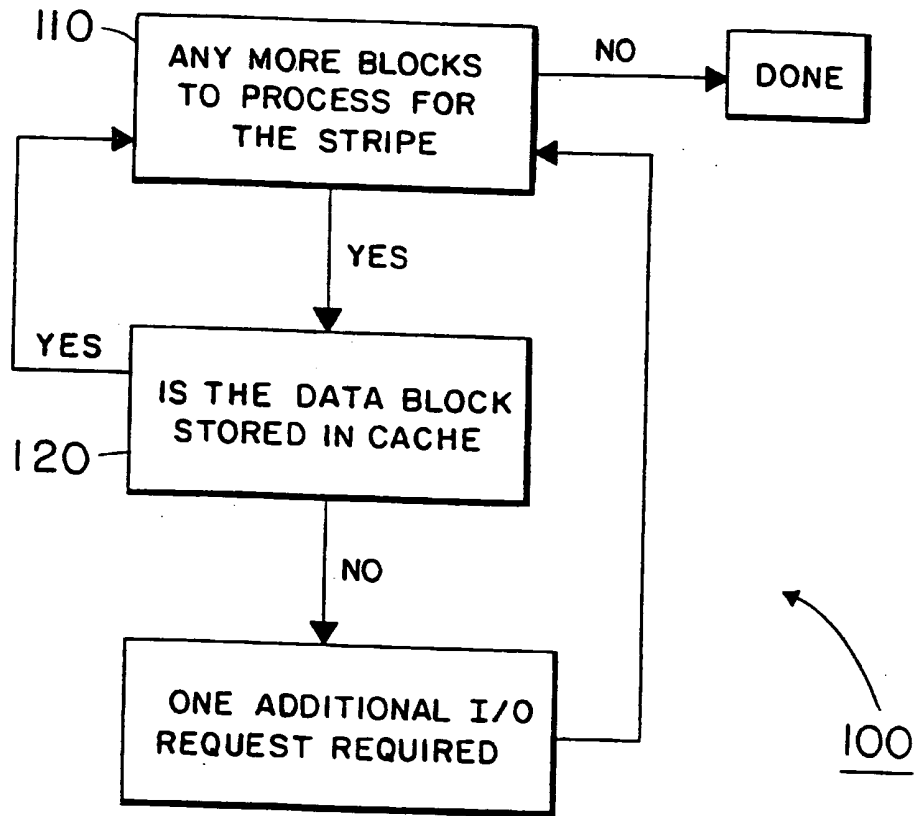 110
ANY MORE BLOCKS
TO PROCESS FOR
THE STRIPE
NO
DONE
YES
YES
IS THE DATA BLOCK
STORED IN CACHE
120
NO
ONE ADDITIONAL I/O
REQUEST REQUIRED
100